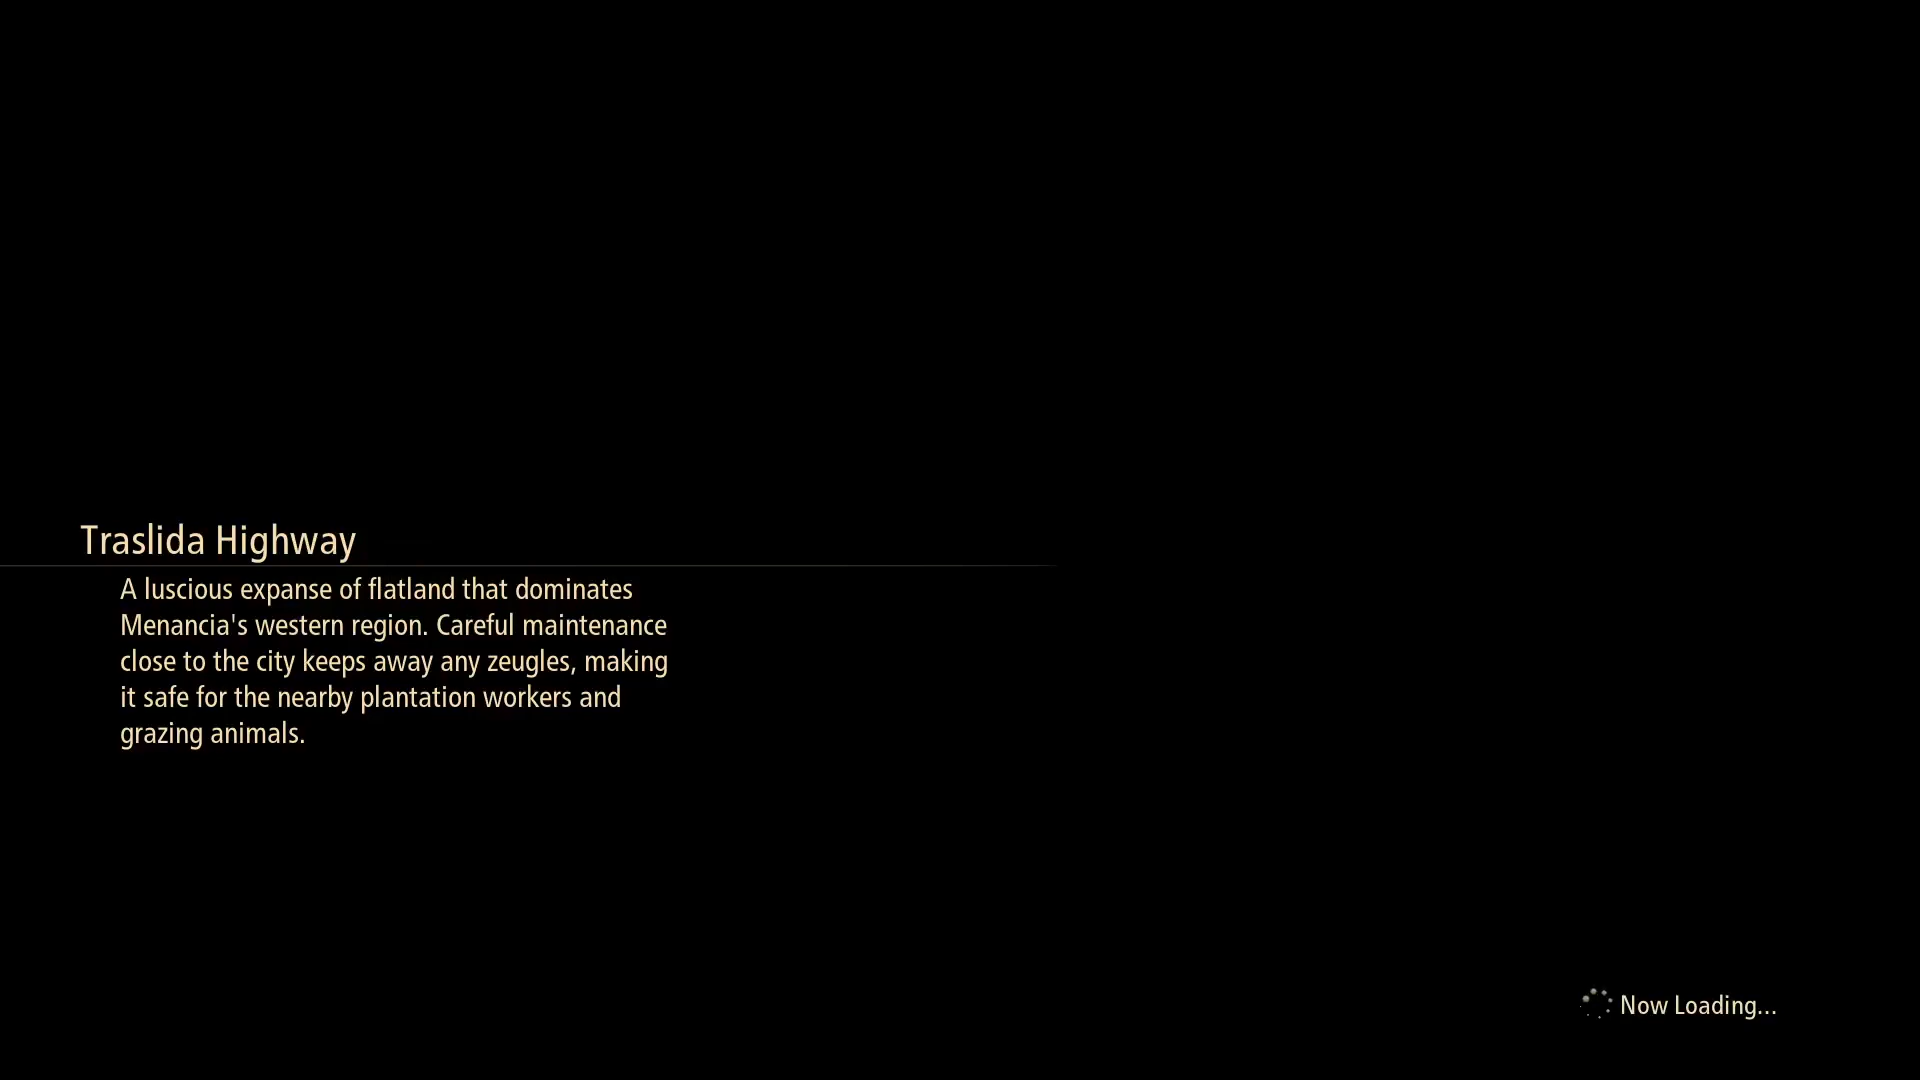 Traslida Highway
A luscious expanse of flatland that dominates
Menancia's western region. Careful maintenance
close to the city keeps away any zeugles, making
it safe for the nearby plantation workers and
grazing animals.
Now Loading...